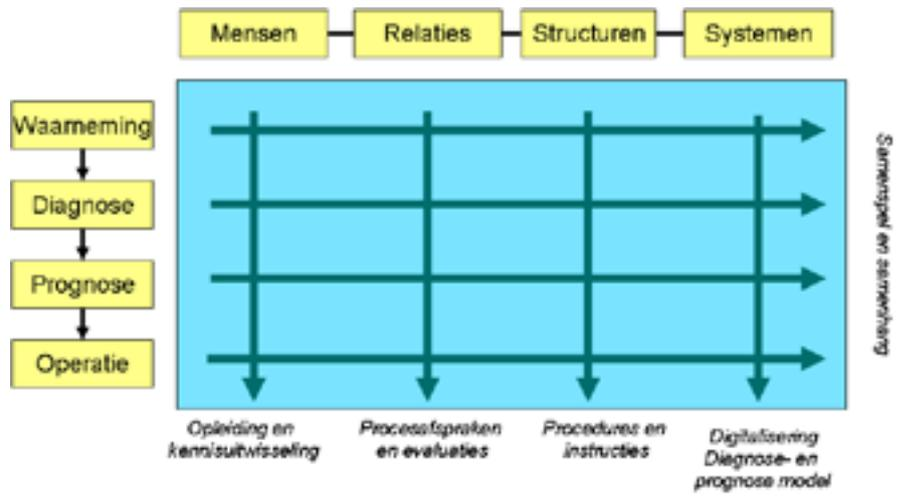 Mensen
Relaties
Structuren
Systemen
Waarneming
Diagnose
Prognose
Operatie
Samenspel en samenhang
Opleiding en
kennisuitwisseling
Procesafspraken
en evaluaties
Procedures en
instructies
Digitalisering
Diagnose- en
prognose model